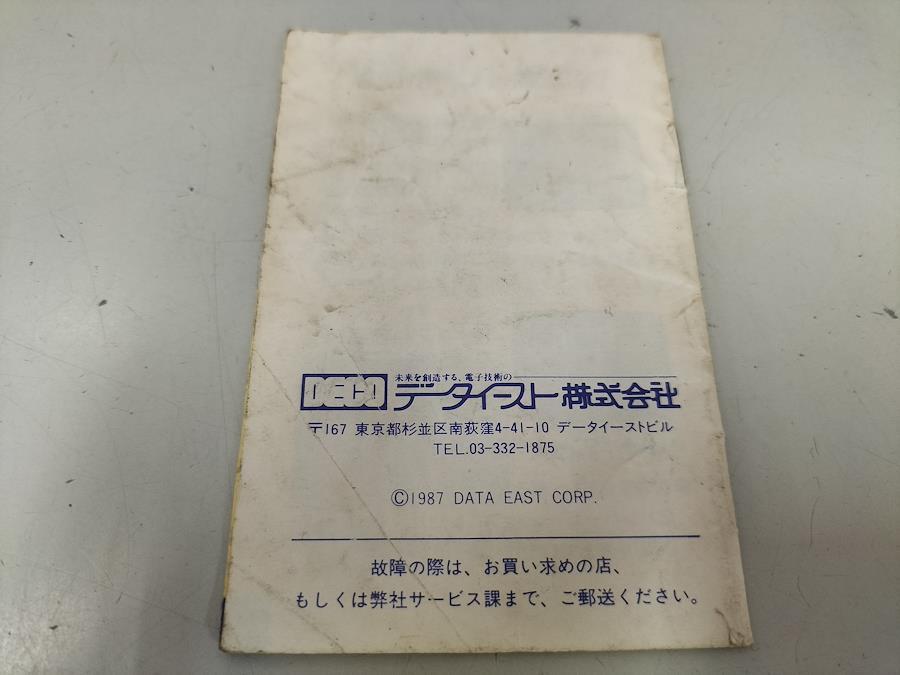 未来を創造する、電子技術の
DECO データイースト株式会社
〒167 東京都杉並区南荻窪4-41-10 データイーストビル
TEL.03-332-1875
©1987 DATA EAST CORP.
故障の際は、お買い求めの店、
もしくは弊社サービス課まで、ご郵送ください。